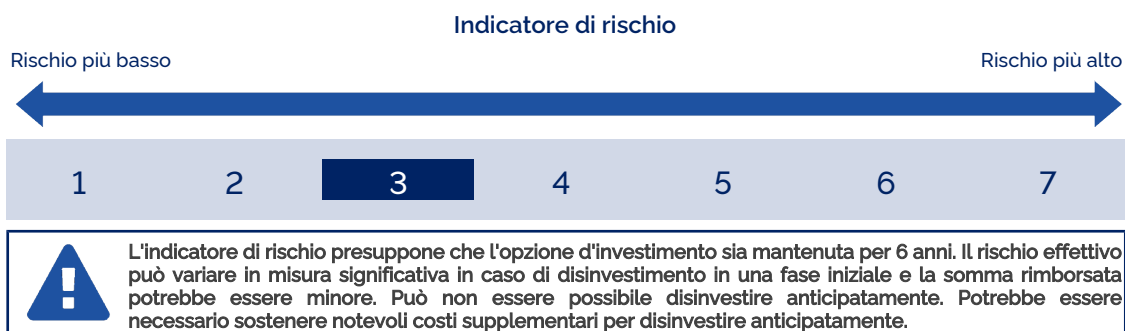 Indicatore di rischio
Rischio più basso
Rischio più alto
1 2 3 4 5 6 7
L'indicatore di rischio presuppone che l'opzione d'investimento sia mantenuta per 6 anni. Il rischio effettivo
può variare in misura significativa in caso di disinvestimento in una fase iniziale e la somma rimborsata
potrebbe essere minore. Può non essere possibile disinvestire anticipatamente. Potrebbe essere
necessario sostenere notevoli costi supplementari per disinvestire anticipatamente.